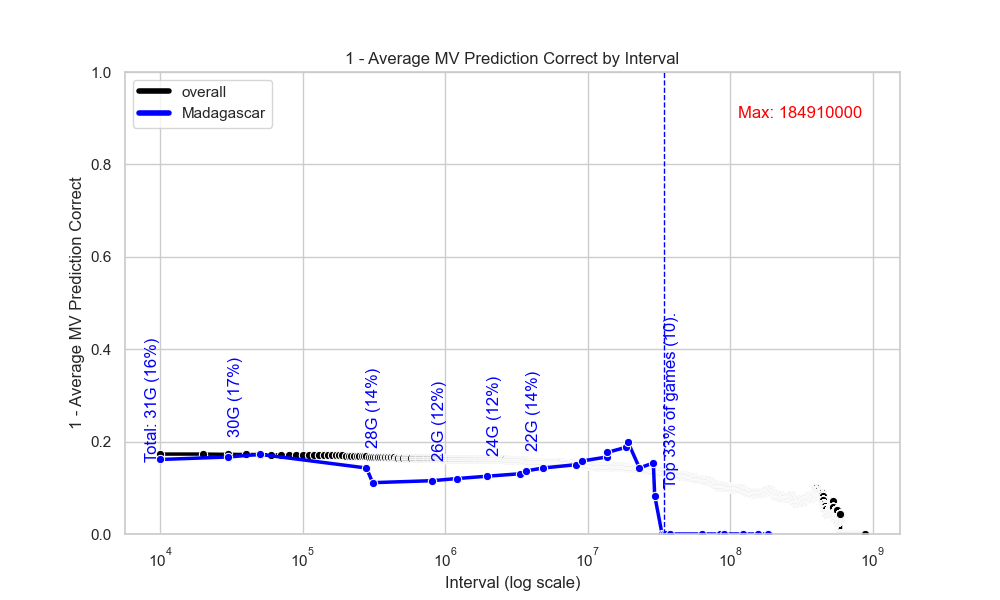 1 - Average MV Prediction Correct by Interval
overall
Madagascar
Max: 184910000
1 - Average MV Prediction Correct
1.0
0.8
0.6
0.4
0.2
0.0
Total: 31G (16%)
30G (17%)
28G (14%)
26G (12%)
24G (12%)
22G (14%)
Top 33% of games (10).
10^4
10^5
10^6
10^7
10^8
10^9
Interval (log scale)